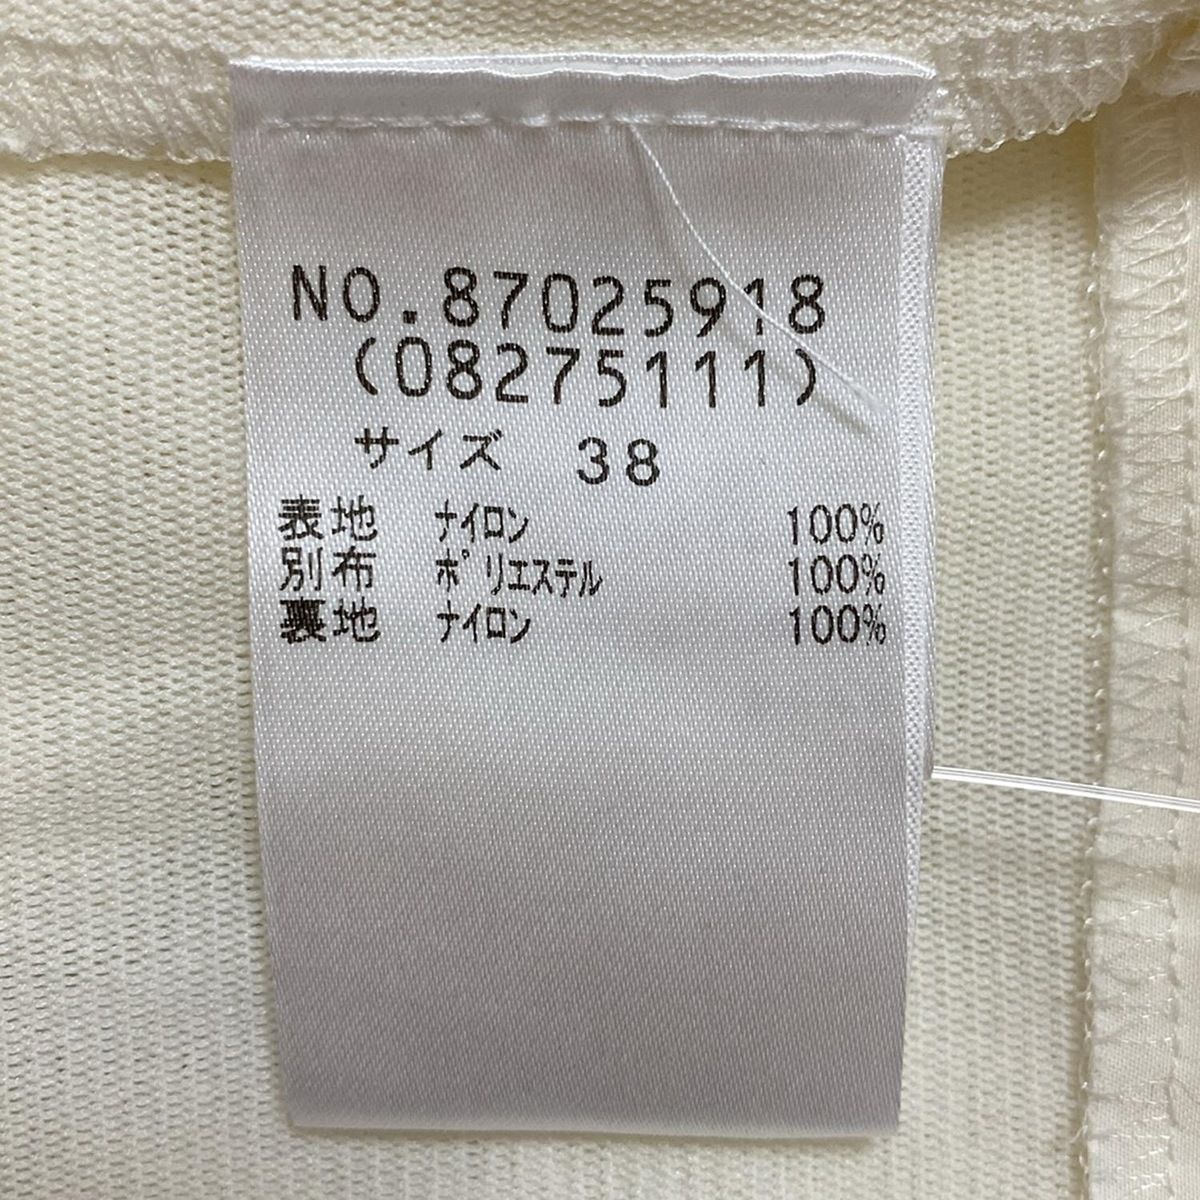 NO.87025918
(08275111)
サイズ 38
表地 ナイロン 100%
別布 ポリエステル 100%
裏地 ナイロン 100%